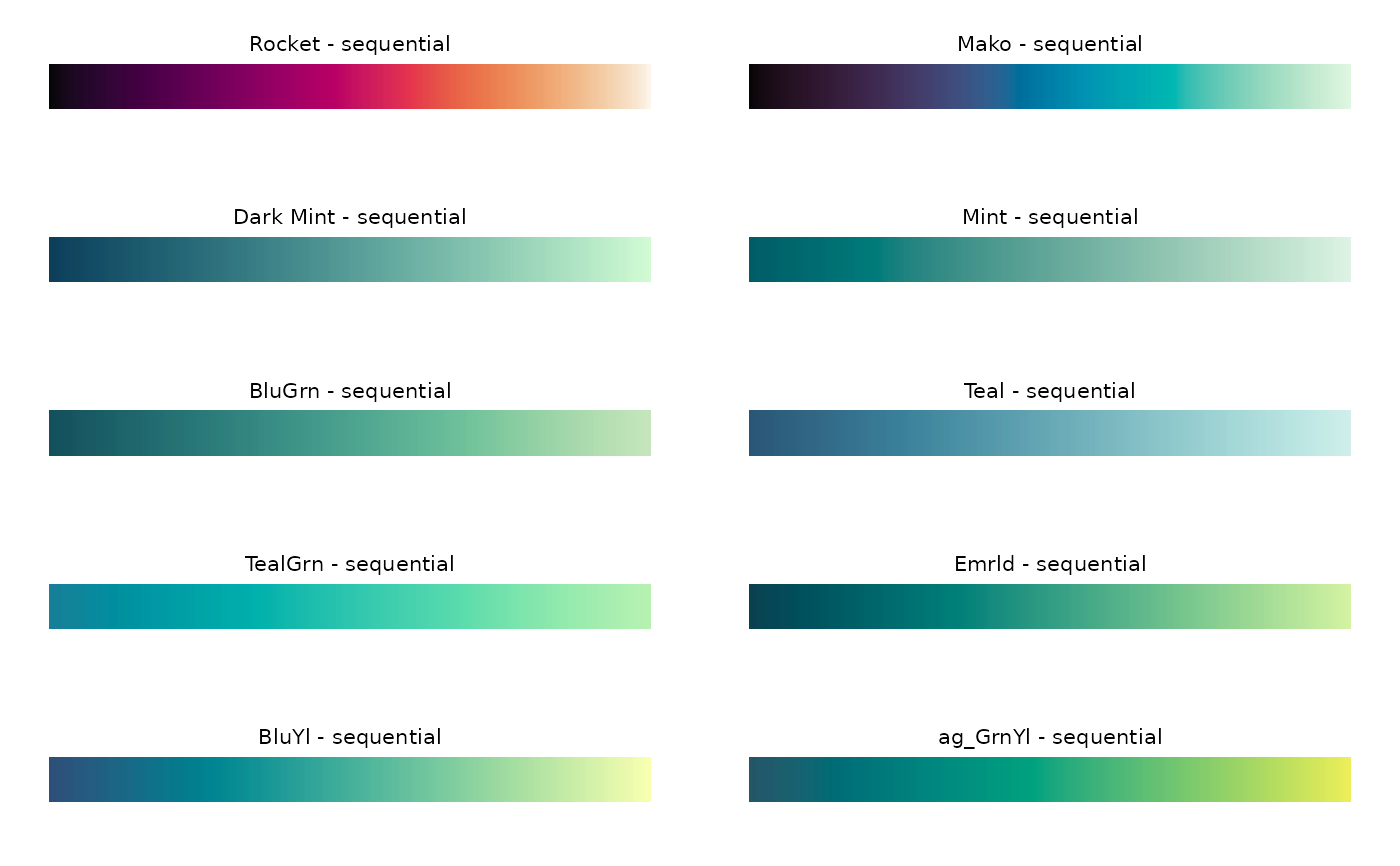 Rocket - sequential
Mako - sequential
Dark Mint - sequential
Mint - sequential
BluGrn - sequential
Teal - sequential
TealGrn - sequential
Emrld - sequential
BluYl - sequential
ag_GrnYl - sequential